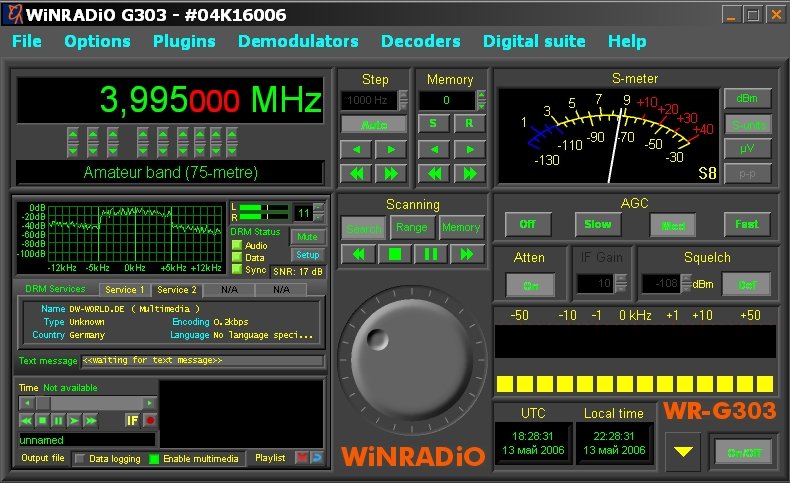 WiNRADiO G303 - #04K16006
File Options Plugins Demodulators Decoders Digital suite Help
3,995000 MHz
Amateur band (75-metre)
Step
1000 Hz
Auto
Memory
0
S R
S-meter
1 3 5 7 9 +10 +20 +30 +40
-130 -110 -90 -70 -50 -30
S8
dBm
S-units
µV
p-p
0dB
-20dB
-40dB
-60dB
-80dB
-100dB
-12kHz -5kHz 0kHz +5kHz +12kHz
L
R
11
DRM Status
Mute
Audio
Data
Setup
Sync
SNR: 17 dB
DRM Services Service 1 Service 2 N/A N/A
Name DW-WORLD.DE ( Multimedia )
Type Unknown Encoding 0.2kbps
Country Germany Language No language speci...
Text message <<waiting for text message>>
Time Not available
IF
unnamed
Output file Data logging Enable multimedia Playlist
Scanning
Search Range Memory
WiNRADiO
AGC
Off Slow Med Fast
Atten
On
IF Gain
10
Squelch
-108 dBm Def
-50 -10 -1 0 kHz +1 +10 +50
UTC
18:28:31
13 май 2006
Local time
22:28:31
13 май 2006
WR-G303
On/Off